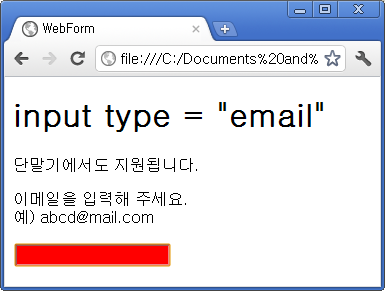 WebForm
file:///C:/Documents%20and%
input type = "email"
단말기에서도 지원됩니다.
이메일을 입력해 주세요.
예) abcd@mail.com